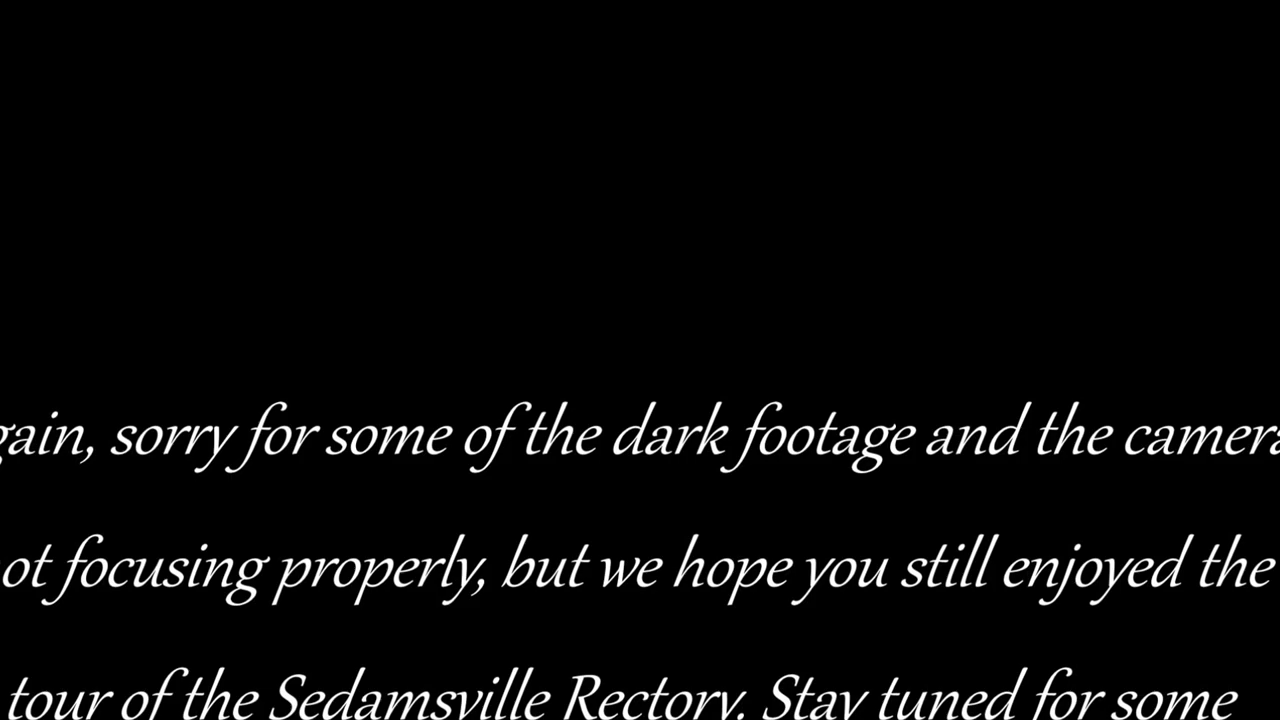 gain, sorry for some of the dark footage and the camera
ot focusing properly, but we hope you still enjoyed the
tour of the Sedamsville Rectory. Stay tuned for some